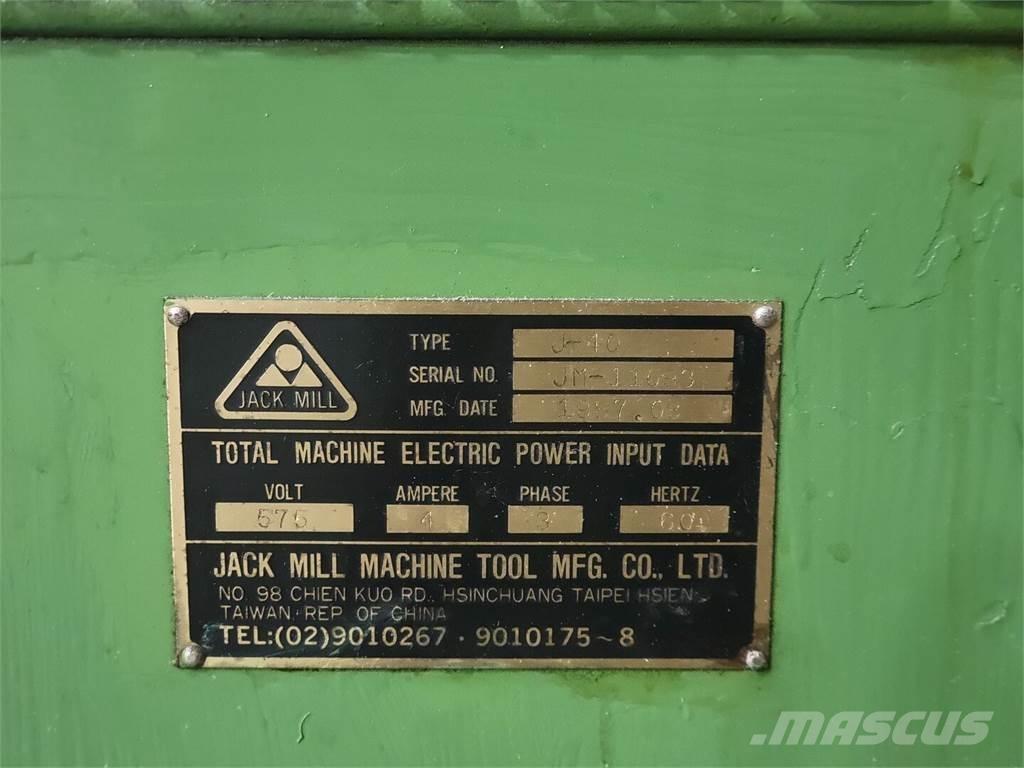 JACK MILL
TYPE J-40
SERIAL NO.
MFG. DATE
TOTAL MACHINE ELECTRIC POWER INPUT DATA
VOLT AMPERE PHASE HERTZ
575 4 3 60
JACK MILL MACHINE TOOL MFG. CO., LTD.
NO. 98 CHIEN KUO RD., HSINCHUANG TAIPEI HSIEN,
TAIWAN REP OF CHINA
TEL:(02)9010267 · 9010175~8
MASCUS